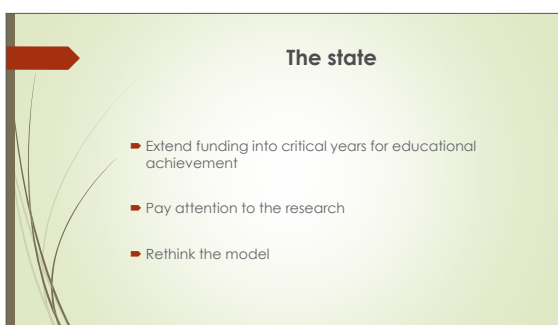 The state
Extend funding into critical years for educational
achievement
Pay attention to the research
Rethink the model